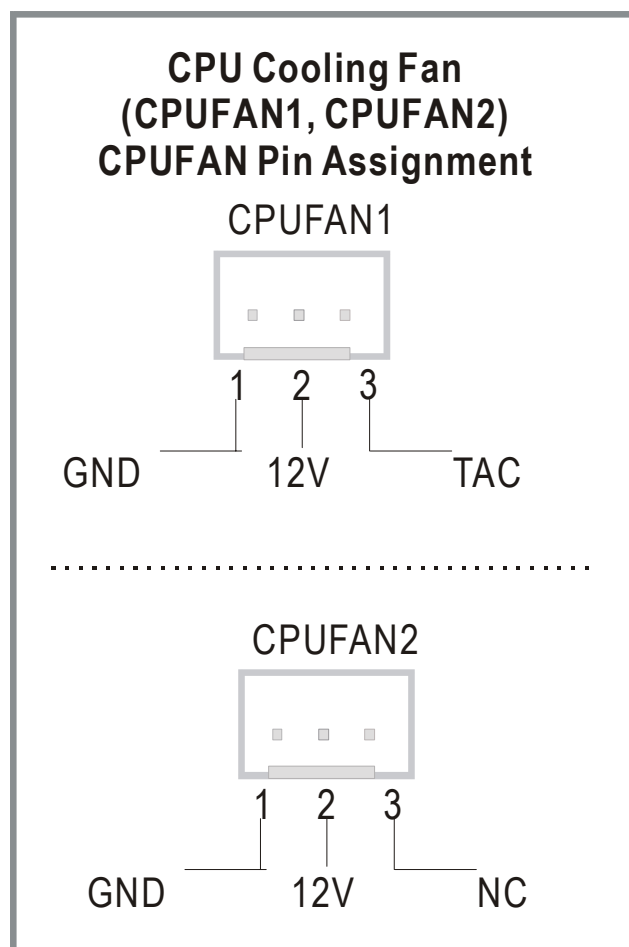 CPU Cooling Fan
(CPUFAN1, CPUFAN2)
CPUFAN Pin Assignment
CPUFAN1
1 2 3
GND 12V TAC
CPUFAN2
1 2 3
GND 12V NC